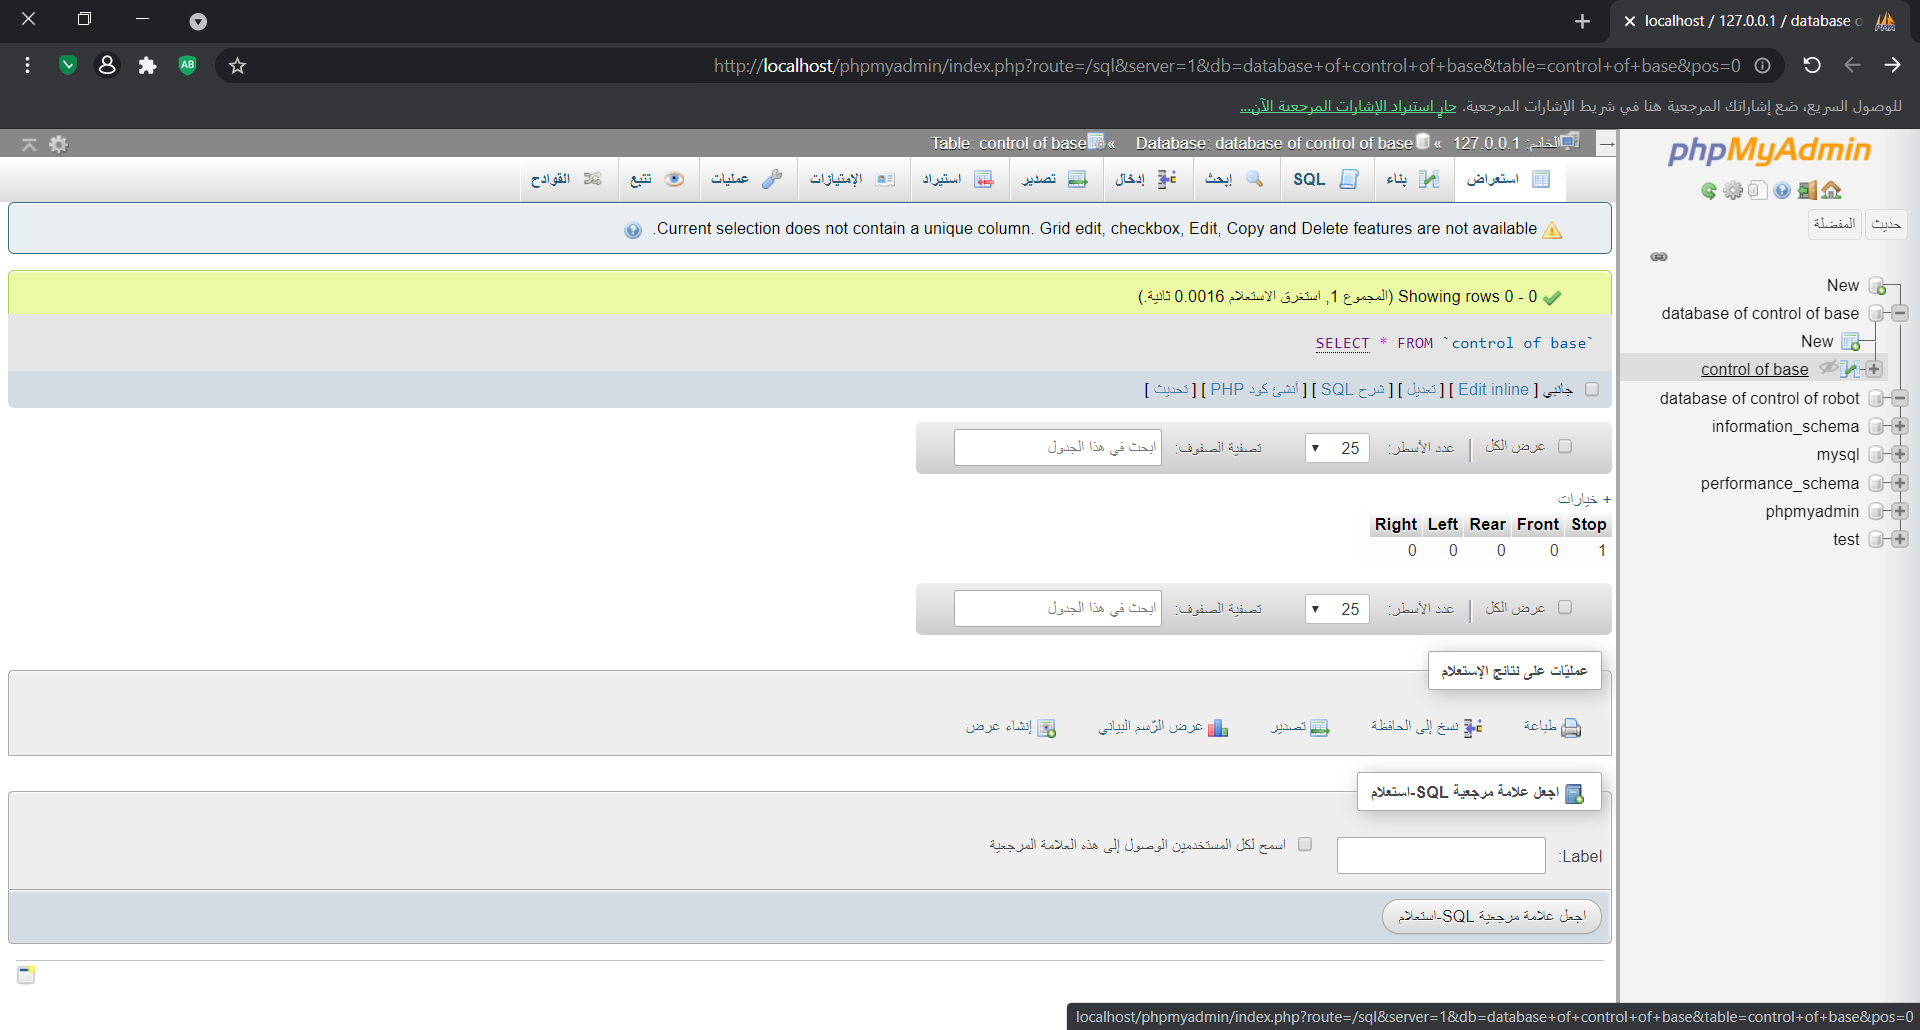 localhost / 127.0.0.1 / database o
http://localhost/phpmyadmin/index.php?route=/sql&server=1&db=database+of+control+of+base&table=control+of+base&pos=0
للوصول السريع، ضع إشاراتك المرجعية هنا في شريط الإشارات المرجعية. جارٍ استيراد الإشارات المرجعية الآن...
الخادم: 127.0.0.1 » Database: database of control of base » Table: control of base
استعراض بناء SQL إبحث إدخال تصدير استيراد الإمتيازات عمليات تتبع القوادح
Current selection does not contain a unique column. Grid edit, checkbox, Edit, Copy and Delete features are not available.
Showing rows 0 - 0 (المجموع 1, استغرق الاستعلام 0.0016 ثانية.)
SELECT * FROM `control of base`
جانبي [ Edit inline ] [ تعديل ] [ شرح SQL ] [ أنشئ كود PHP ] [ تحديث ]
عرض الكل | عدد الأسطر: 25 تصفية الصفوف: ابحث في هذا الجدول
+ خيارات
Right Left Rear Front Stop
0 0 0 0 1
عرض الكل | عدد الأسطر: 25 تصفية الصفوف: ابحث في هذا الجدول
عمليّات على نتائج الإستعلام
طباعة نسخ إلى الحافظة تصدير عرض الرّسم البياني إنشاء عرض
اجعل علامة مرجعية SQL-استعلام
Label: اسمح لكل المستخدمين الوصول إلى هذه العلامة المرجعية
اجعل علامة مرجعية SQL-استعلام
phpMyAdmin
حديث المفضلة
New
database of control of base
New
control of base
database of control of robot
information_schema
mysql
performance_schema
phpmyadmin
test
localhost/phpmyadmin/index.php?route=/sql&server=1&db=database+of+control+of+base&table=control+of+base&pos=0